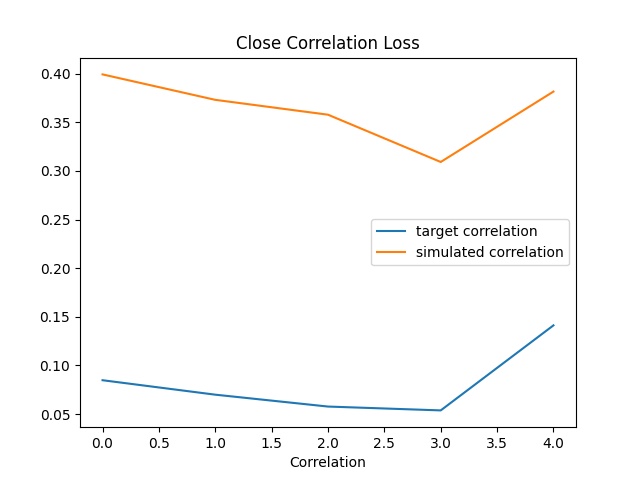 Close Correlation Loss
0.40
0.35
0.30
0.25
0.20
0.15
0.10
0.05
target correlation
simulated correlation
0.0 0.5 1.0 1.5 2.0 2.5 3.0 3.5 4.0
Correlation